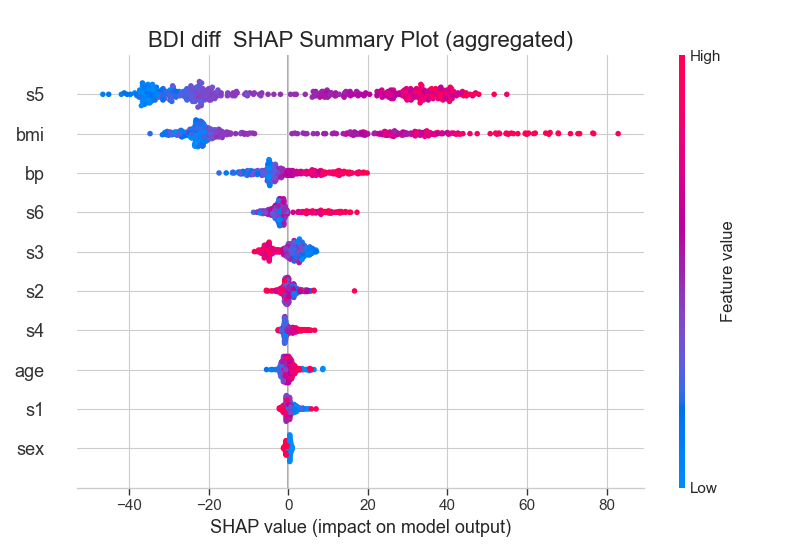 BDI diff  SHAP Summary Plot (aggregated)
High
s5
bmi
bp
s6
s3
s2
s4
age
s1
sex
Feature value
Low
−40
−20
0
20
40
60
80
SHAP value (impact on model output)